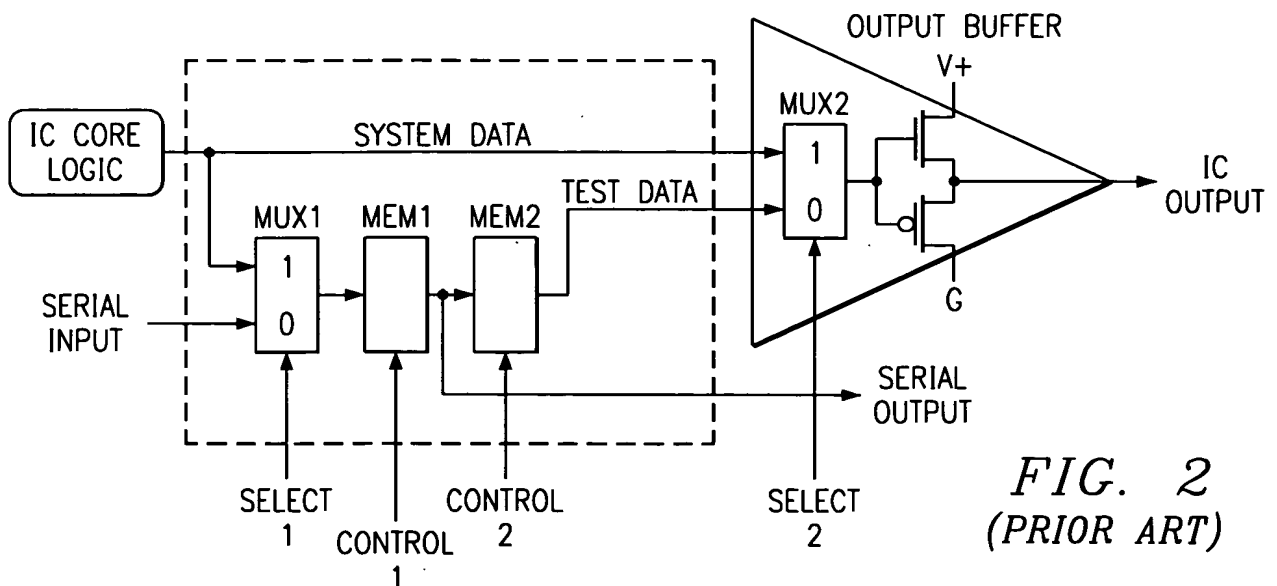 OUTPUT BUFFER
V+
MUX2
IC CORE
LOGIC
SYSTEM DATA
1
0
IC
OUTPUT
TEST DATA
MUX1
MEM1
MEM2
1
0
SERIAL
INPUT
G
SERIAL
OUTPUT
SELECT
1
CONTROL
1
CONTROL
2
SELECT
2
FIG. 2
(PRIOR ART)